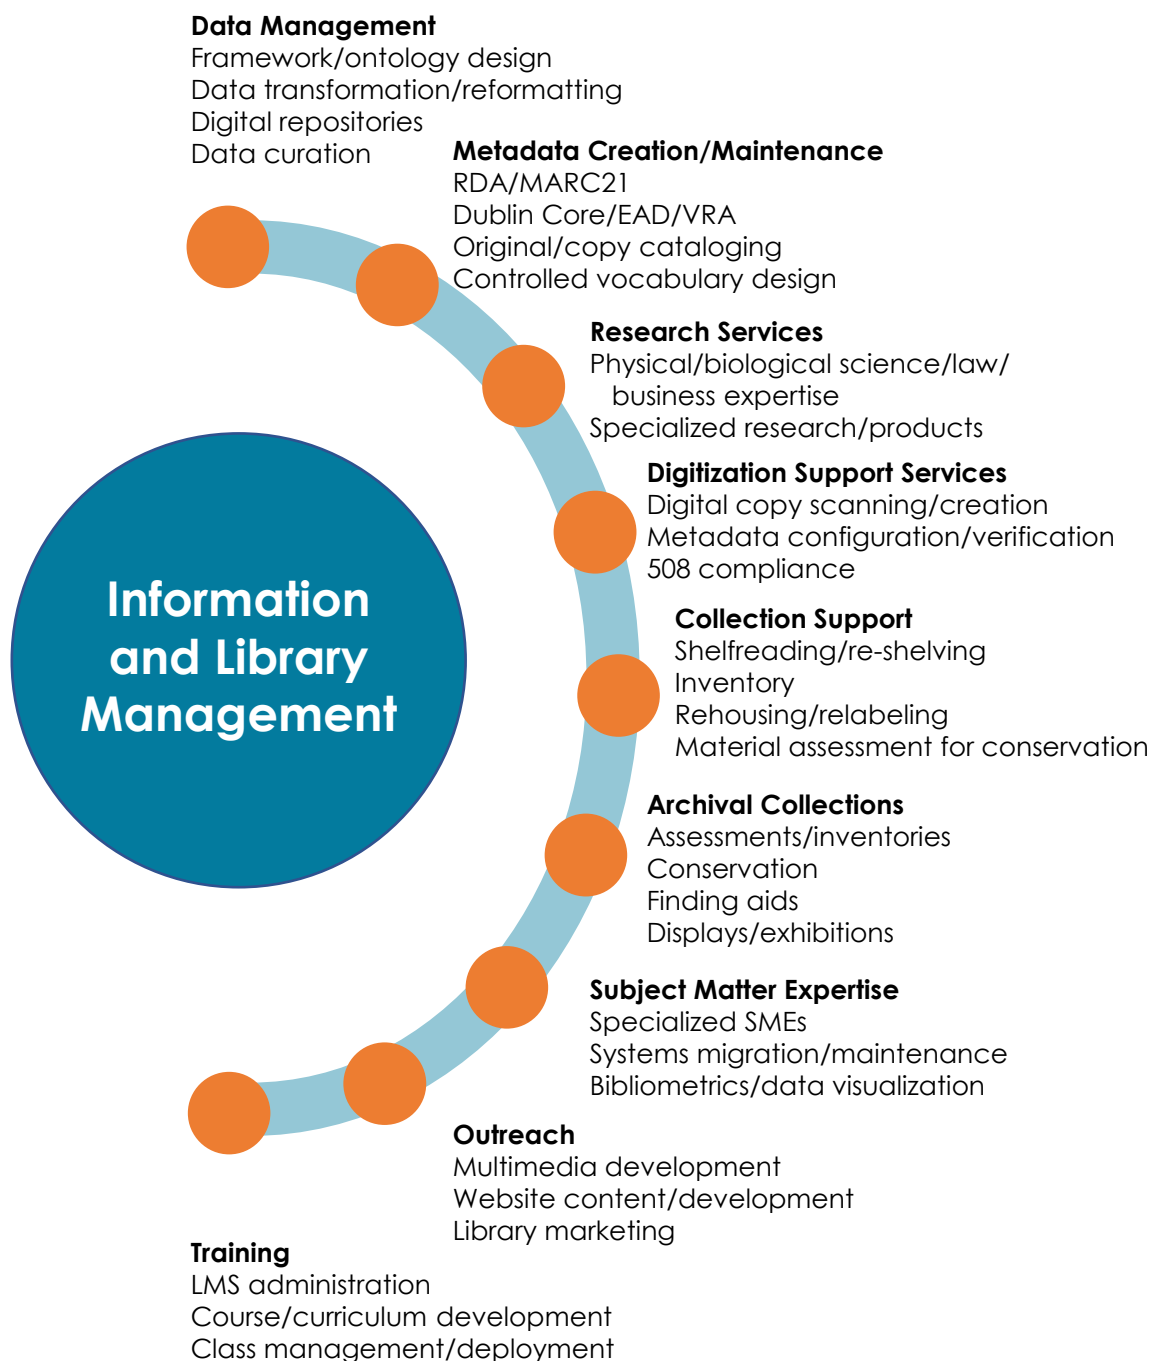 Data Management
Framework/ontology design
Data transformation/reformatting
Digital repositories
Data curation
Metadata Creation/Maintenance
RDA/MARC21
Dublin Core/EAD/VRA
Original/copy cataloging
Controlled vocabulary design
Research Services
Physical/biological science/law/
business expertise
Specialized research/products
Digitization Support Services
Digital copy scanning/creation
Metadata configuration/verification
508 compliance
Information
and Library
Management
Collection Support
Shelfreading/re-shelving
Inventory
Rehousing/relabeling
Material assessment for conservation
Archival Collections
Assessments/inventories
Conservation
Finding aids
Displays/exhibitions
Subject Matter Expertise
Specialized SMEs
Systems migration/maintenance
Bibliometrics/data visualization
Outreach
Multimedia development
Website content/development
Library marketing
Training
LMS administration
Course/curriculum development
Class management/deployment